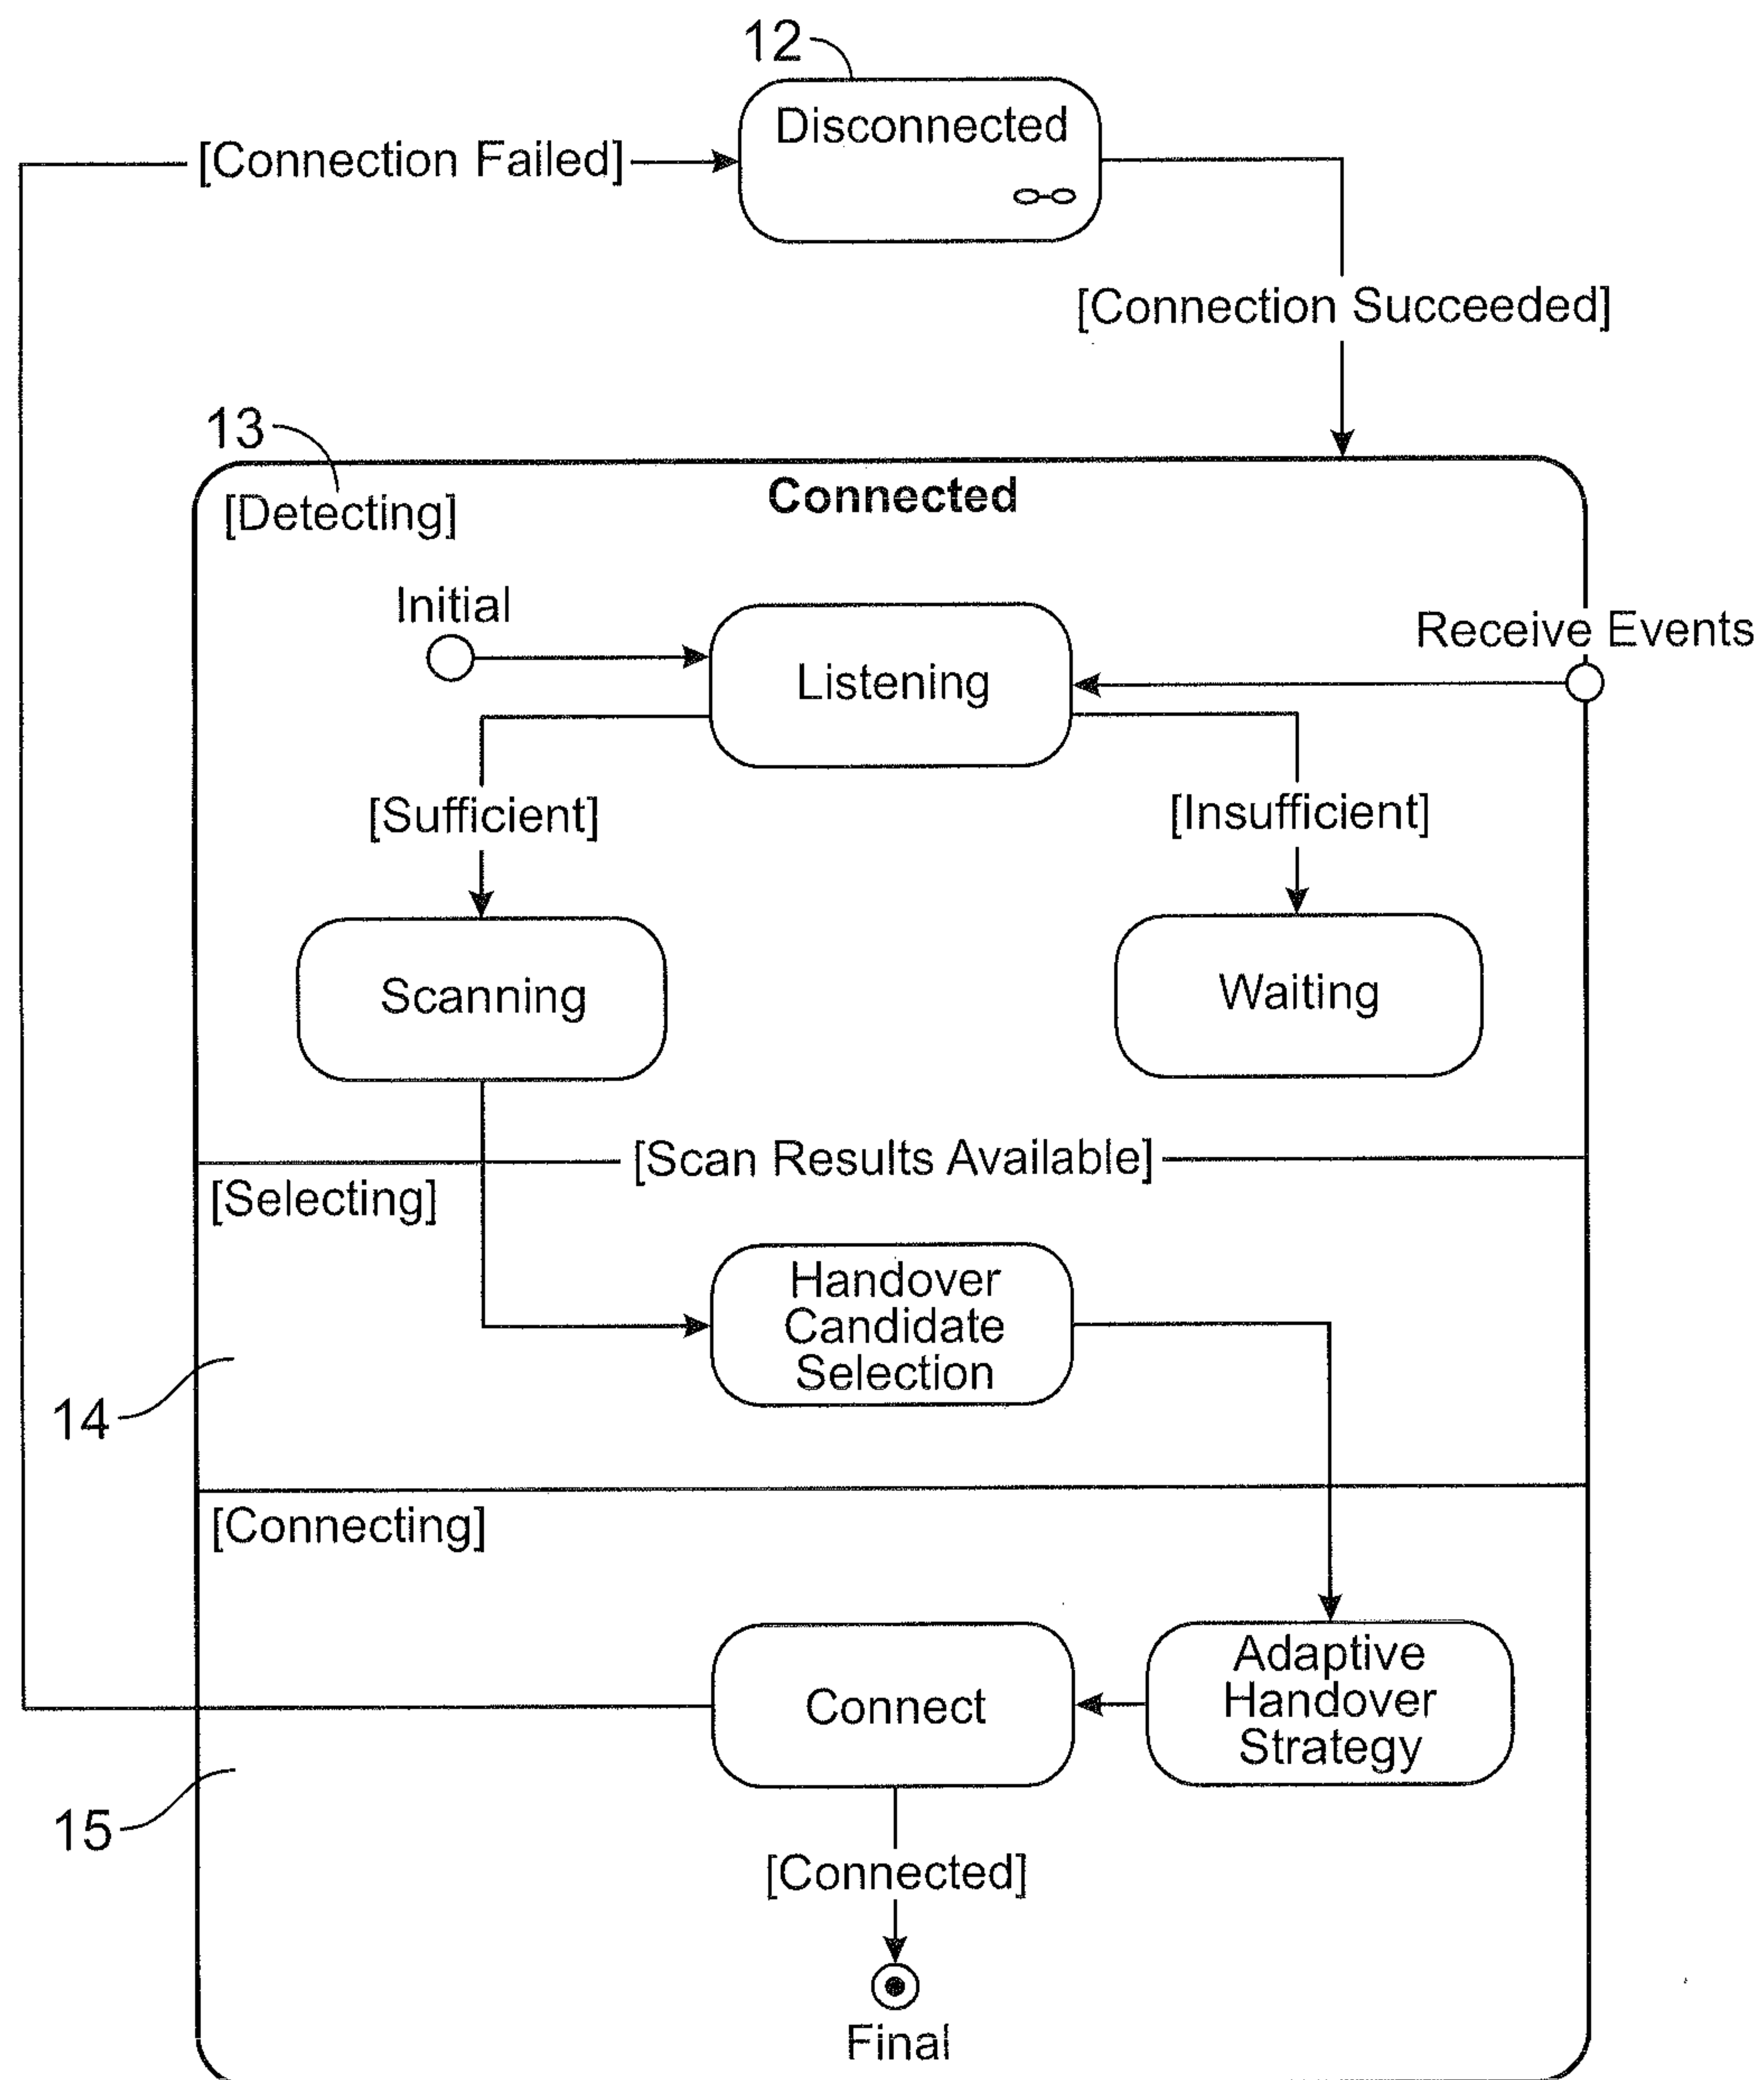 12
Disconnected
[Connection Failed]
[Connection Succeeded]
13
Connected
[Detecting]
Initial
Receive Events
Listening
[Sufficient]
[Insufficient]
Scanning
Waiting
[Scan Results Available]
[Selecting]
Handover
Candidate
Selection
14
[Connecting]
Adaptive
Handover
Strategy
Connect
15
[Connected]
Final